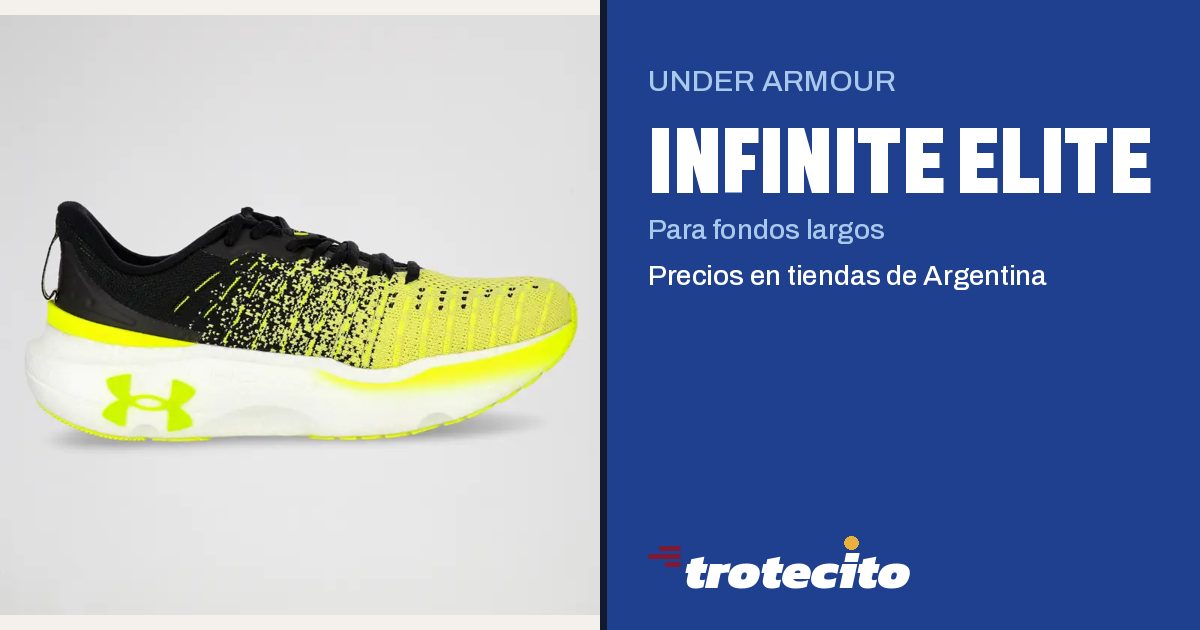 UNDER ARMOUR
INFINITE ELITE
Para fondos largos
Precios en tiendas de Argentina
trotecito